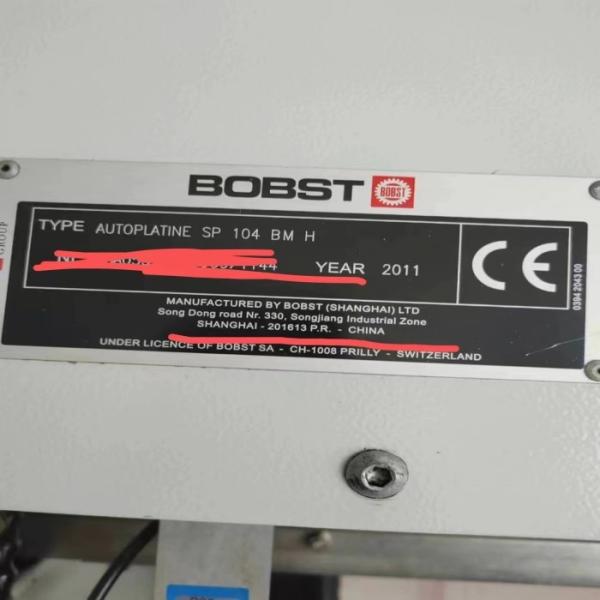 BOBST BOBST
GROUP
TYPE AUTOPLATINE SP 104 BM H
YEAR 2011
MANUFACTURED BY BOBST (SHANGHAI) LTD
Song Dong road Nr. 330, Songjiang Industrial Zone
SHANGHAI - 201613 P.R. - CHINA
UNDER LICENCE OF BOBST SA - CH-1008 PRILLY - SWITZERLAND
CE
0394 2043 00